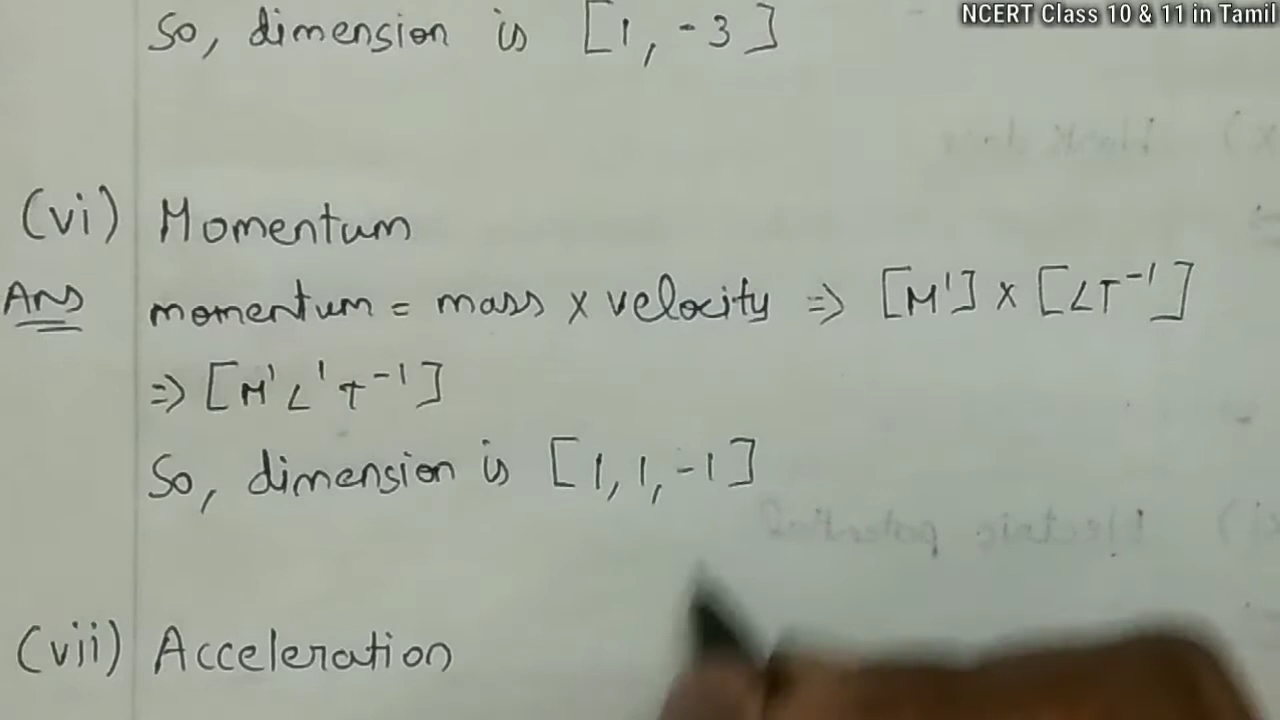 NCERT Class 10 & 11 in Tamil
So, dimension is [1, -3]
(vi) Momentum
Ans momentum = mass x velocity => [M¹] x [LT⁻¹]
=> [M¹L¹T⁻¹]
So, dimension is [1, 1, -1]
(vii) Acceleration